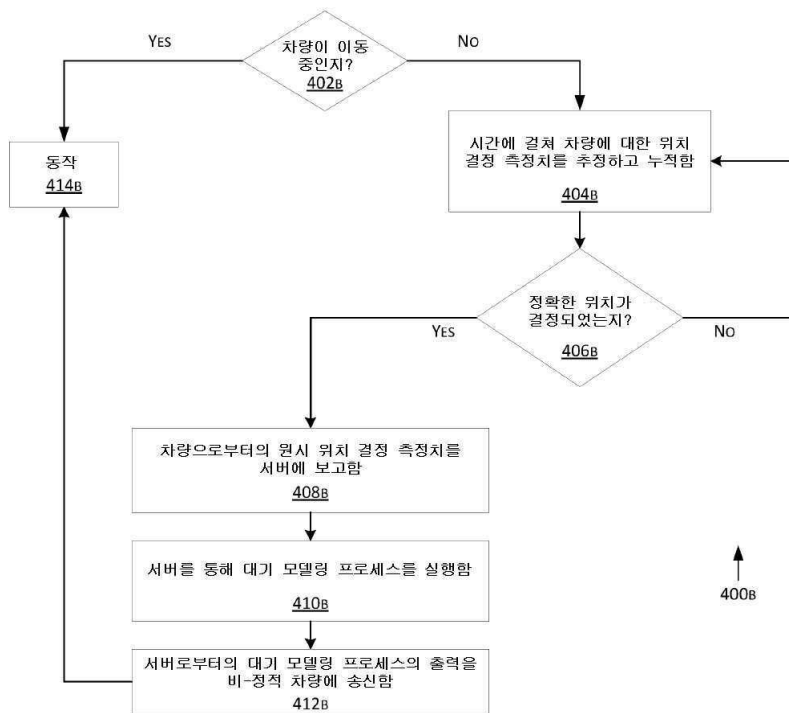 YES
차량이 이동
중인지?
402B
NO
동작
414B
시간에 걸쳐 차량에 대한 위치
결정 측정치를 추정하고 누적함
404B
정확한 위치가
결정되었는지?
406B
YES
NO
차량으로부터의 원시 위치 결정 측정치를
서버에 보고함
408B
서버를 통해 대기 모델링 프로세스를 실행함
410B
400B
서버로부터의 대기 모델링 프로세스의 출력을
비-정적 차량에 송신함
412B